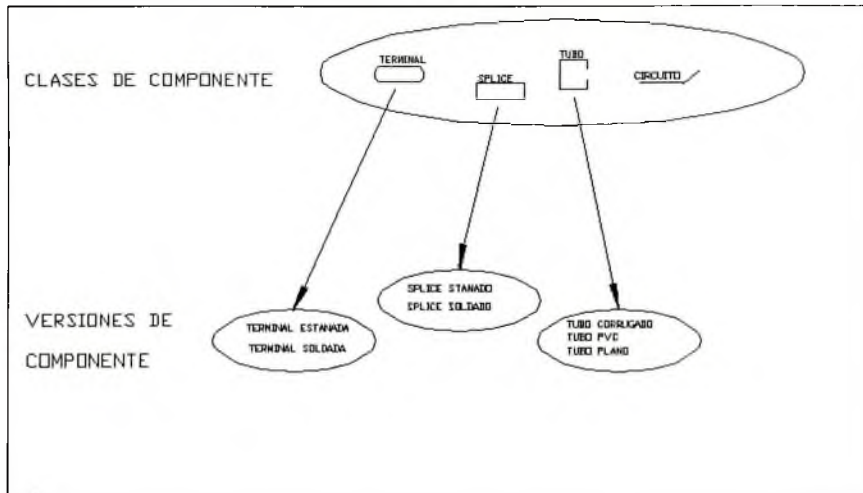 CLASES DE COMPONENTE
TERMINAL
SPLICE
TUBO
CIRCUITO
VERSIONES DE
COMPONENTE
TERMINAL ESTANADA
TERMINAL SOLDADA
SPLICE STANADO
SPLICE SOLDADO
TUBO CORRUGADO
TUBO PVC
TUBO PLANO